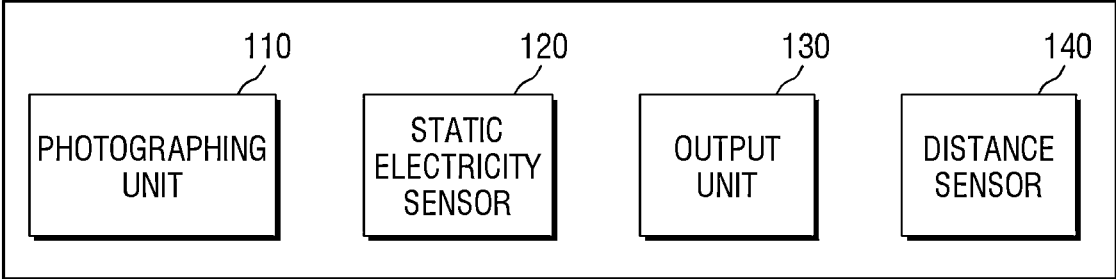 110
PHOTOGRAPHING
UNIT
120
STATIC
ELECTRICITY
SENSOR
130
OUTPUT
UNIT
140
DISTANCE
SENSOR